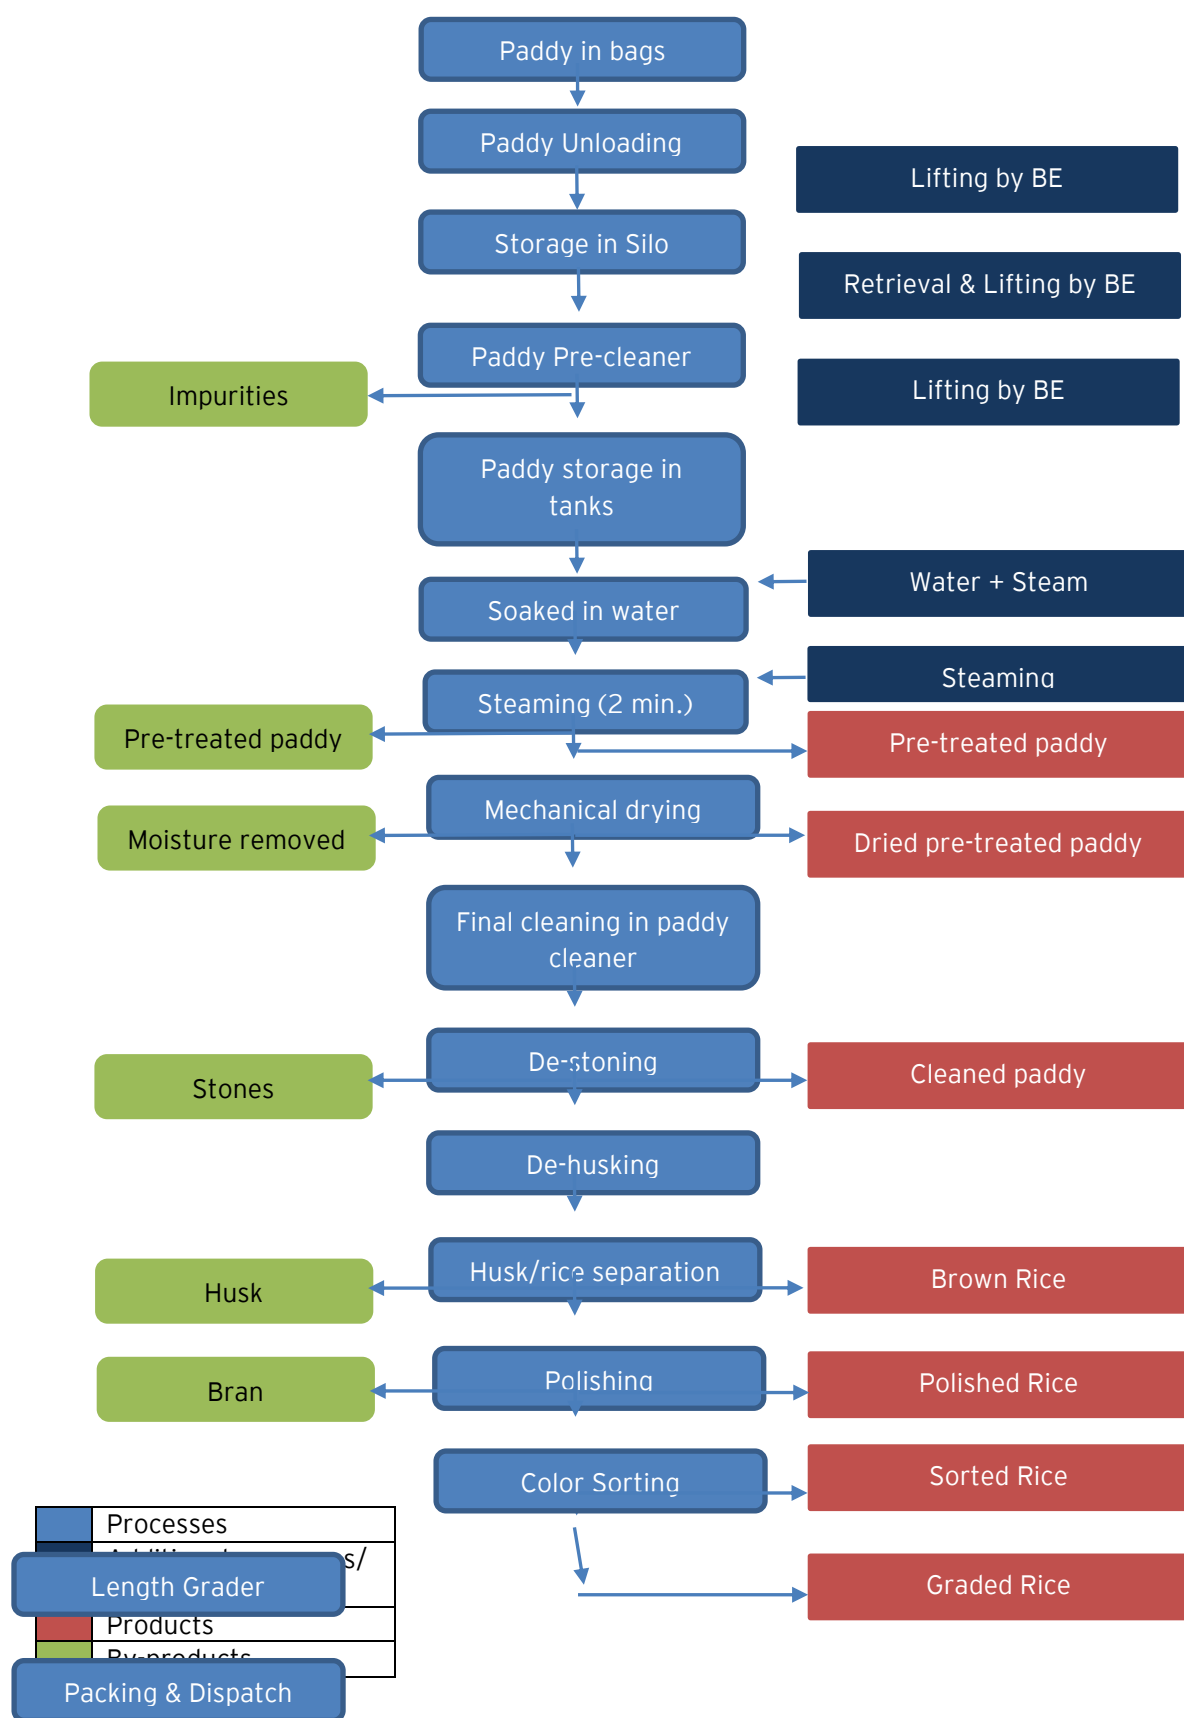 Paddy in bags
Paddy Unloading
Lifting by BE
Storage in Silo
Retrieval & Lifting by BE
Paddy Pre-cleaner
Impurities
Lifting by BE
Paddy storage in
tanks
Water + Steam
Soaked in water
Steaming
Steaming (2 min.)
Pre-treated paddy
Pre-treated paddy
Mechanical drying
Moisture removed
Dried pre-treated paddy
Final cleaning in paddy
cleaner
De-stoning
Stones
Cleaned paddy
De-husking
Husk/rice separation
Husk
Brown Rice
Polishing
Bran
Polished Rice
Color Sorting
Sorted Rice
Processes
Length Grader
Graded Rice
Products
By-products
Packing & Dispatch